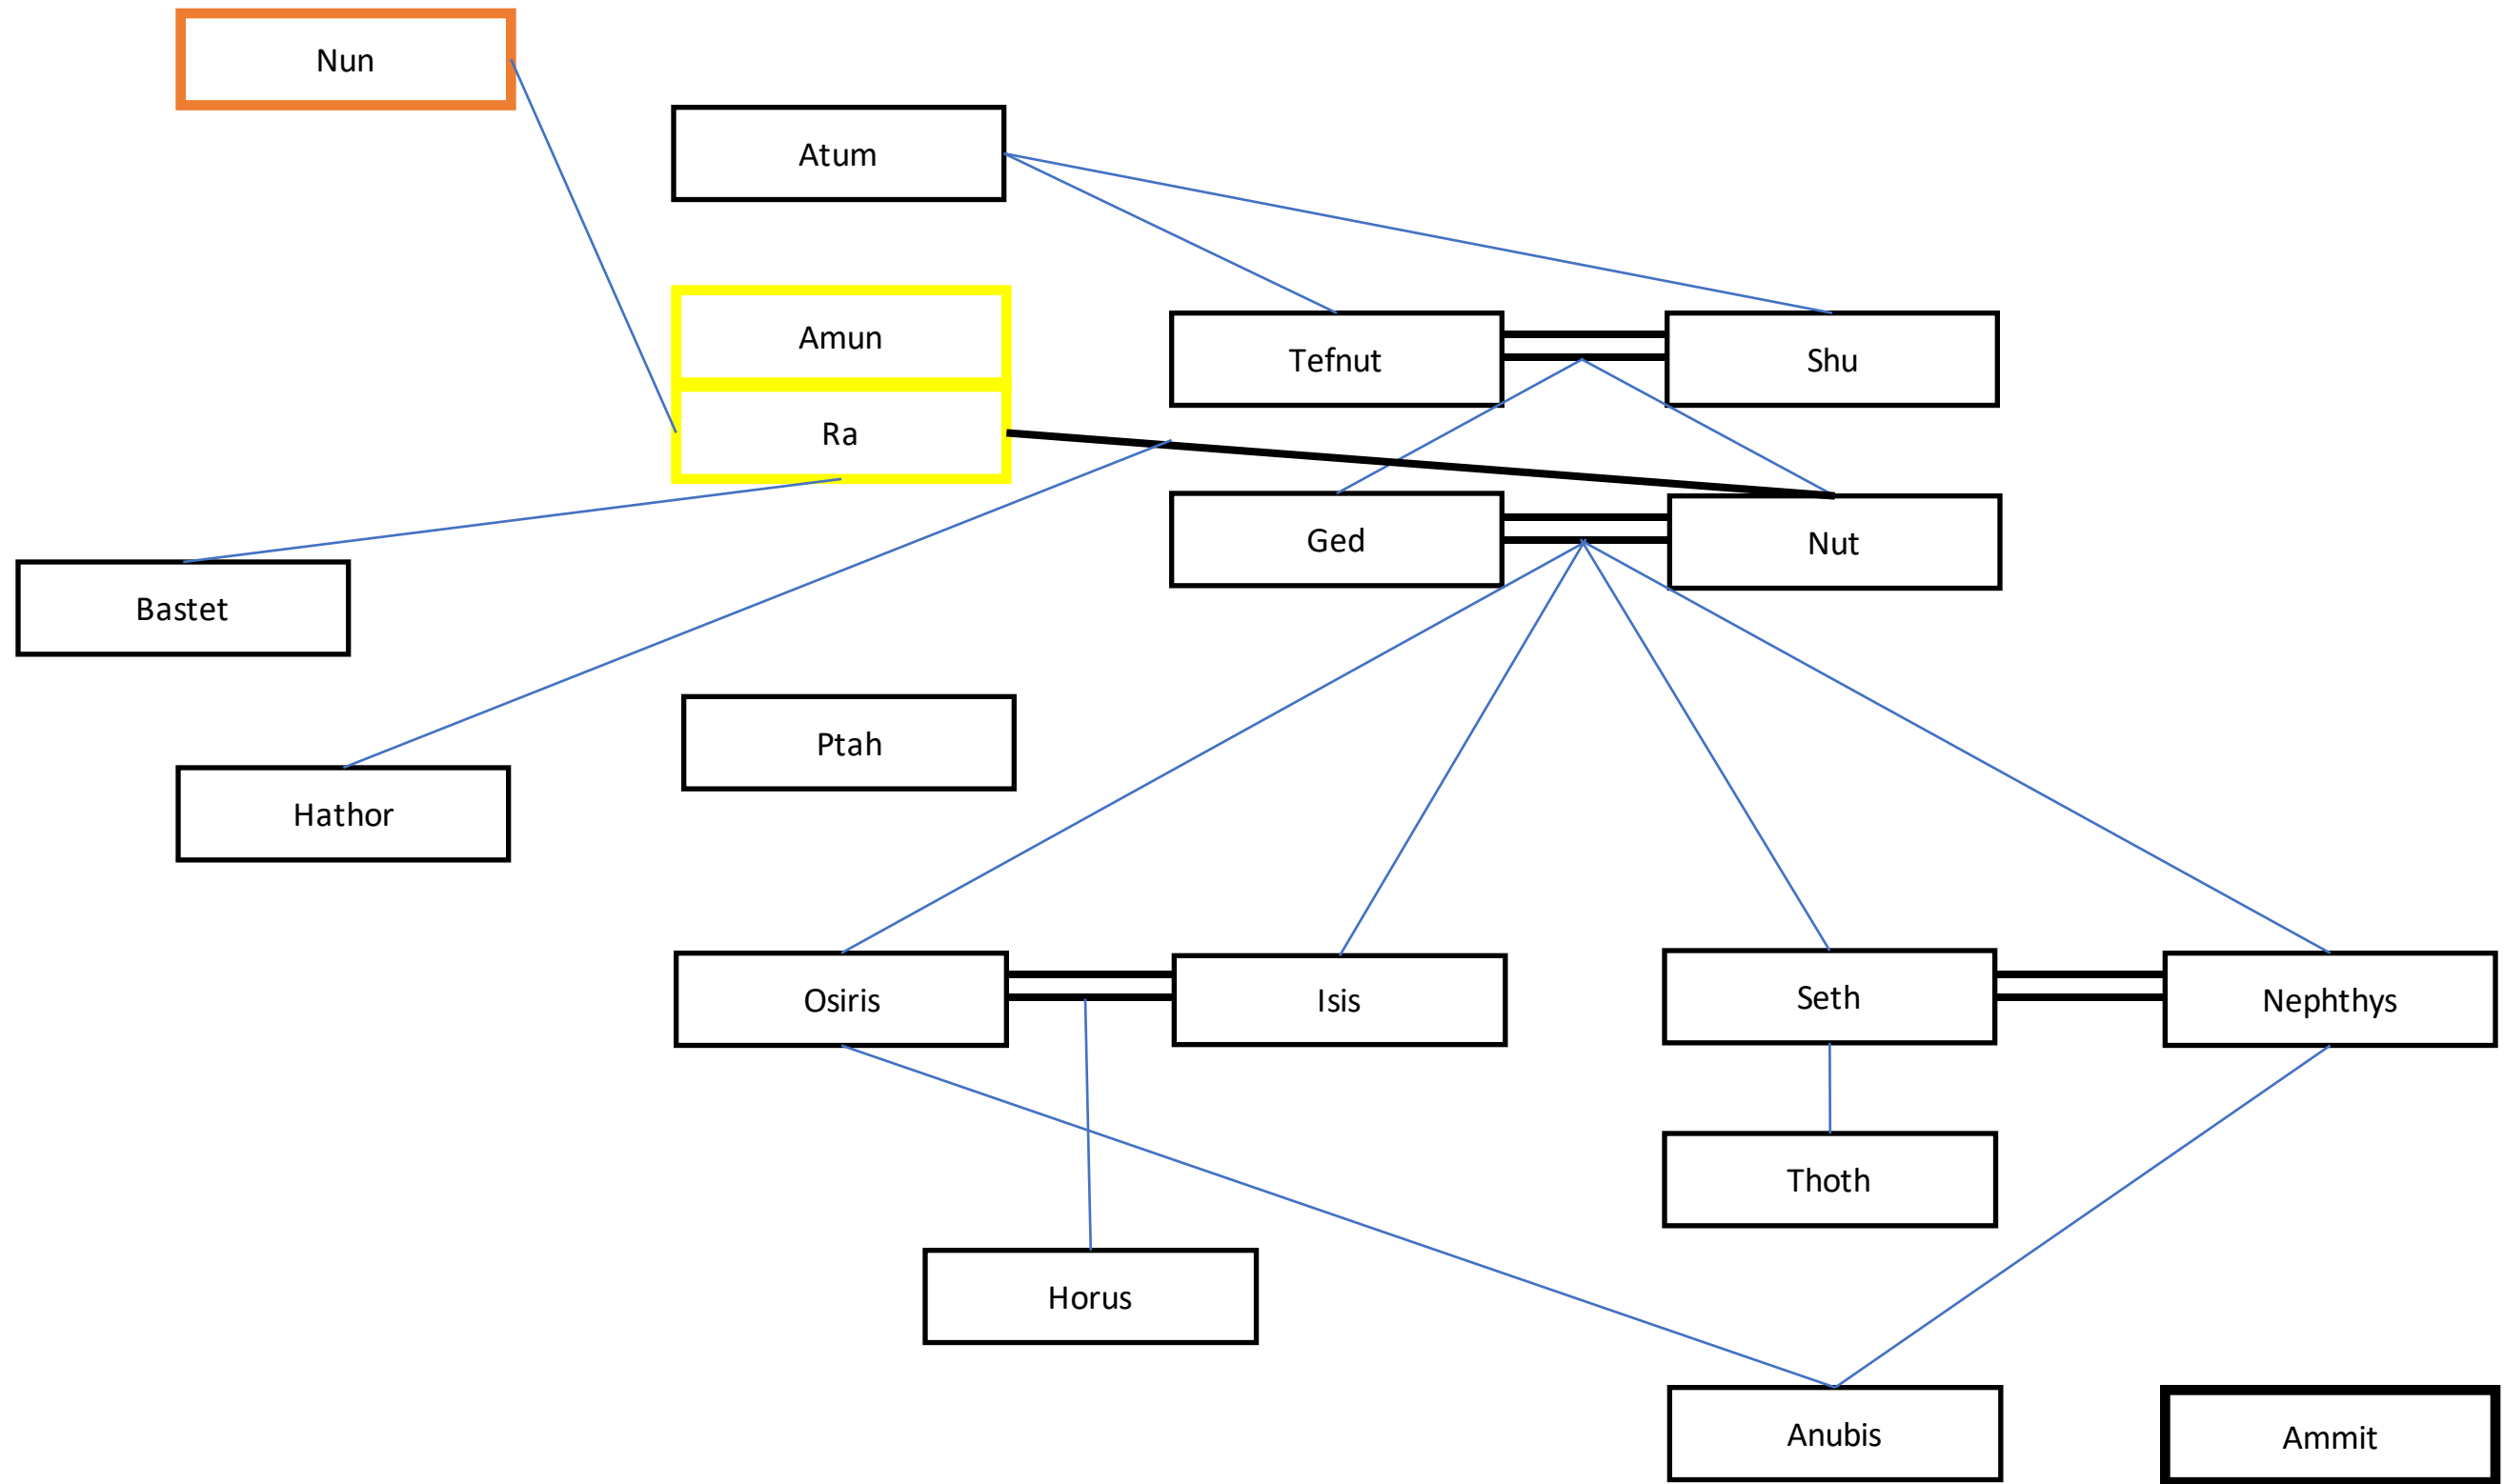 Nun
Atum
Amun
Tefnut
Shu
Ra
Ged
Nut
Bastet
Ptah
Hathor
Osiris
Isis
Seth
Nephthys
Thoth
Horus
Anubis
Ammit